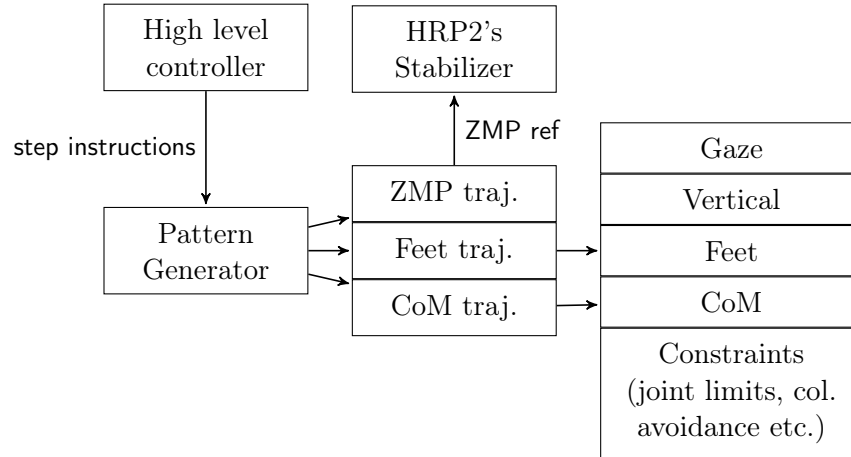 High level
controller
HRP2's
Stabilizer
step instructions
ZMP ref
Pattern
Generator
ZMP traj.
Feet traj.
CoM traj.
Gaze
Vertical
Feet
CoM
Constraints
(joint limits, col.
avoidance etc.)